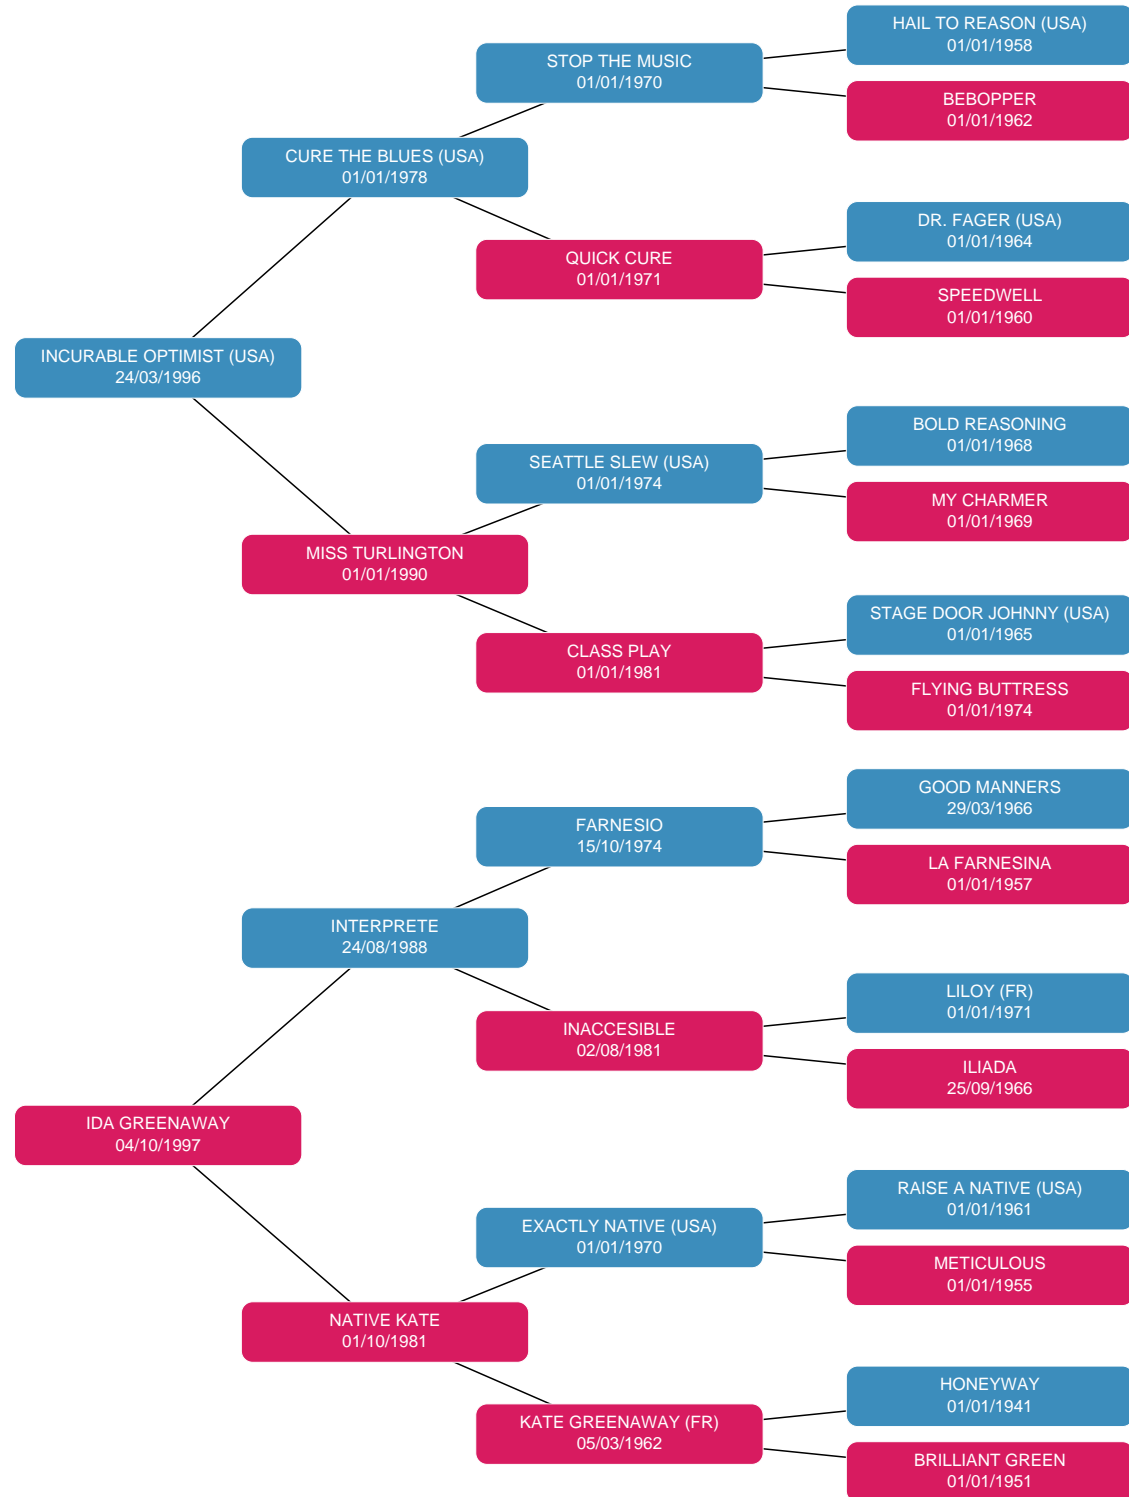 HAIL TO REASON (USA)
01/01/1958
STOP THE MUSIC
01/01/1970
BEBOPPER
01/01/1962
CURE THE BLUES (USA)
01/01/1978
DR. FAGER (USA)
01/01/1964
QUICK CURE
01/01/1971
SPEEDWELL
01/01/1960
INCURABLE OPTIMIST (USA)
24/03/1996
BOLD REASONING
01/01/1968
SEATTLE SLEW (USA)
01/01/1974
MY CHARMER
01/01/1969
MISS TURLINGTON
01/01/1990
STAGE DOOR JOHNNY (USA)
01/01/1965
CLASS PLAY
01/01/1981
FLYING BUTTRESS
01/01/1974
GOOD MANNERS
29/03/1966
FARNESIO
15/10/1974
LA FARNESINA
01/01/1957
INTERPRETE
24/08/1988
LILOY (FR)
01/01/1971
INACCESIBLE
02/08/1981
ILIADA
25/09/1966
IDA GREENAWAY
04/10/1997
RAISE A NATIVE (USA)
01/01/1961
EXACTLY NATIVE (USA)
01/01/1970
METICULOUS
01/01/1955
NATIVE KATE
01/10/1981
HONEYWAY
01/01/1941
KATE GREENAWAY (FR)
05/03/1962
BRILLIANT GREEN
01/01/1951